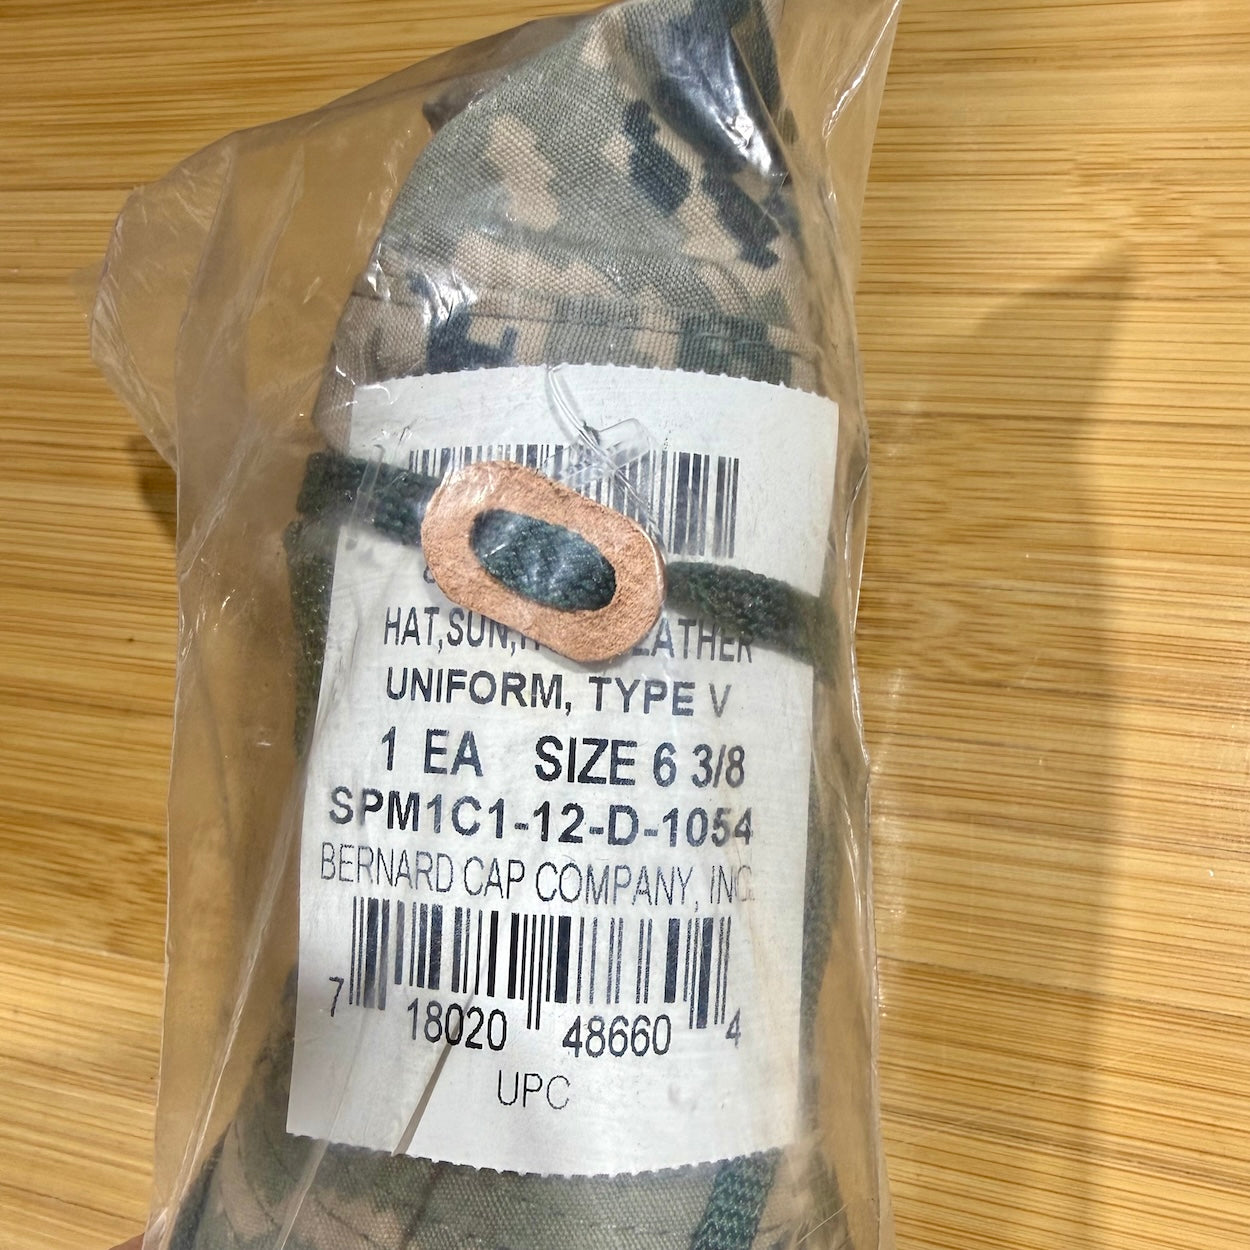 HAT,SUN,
UNIFORM, TYPE V
1 EA SIZE 6 3/8
SPM1C1-12-D-1054
BERNARD CAP COMPANY, INC.
7 18020 48660 4
UPC